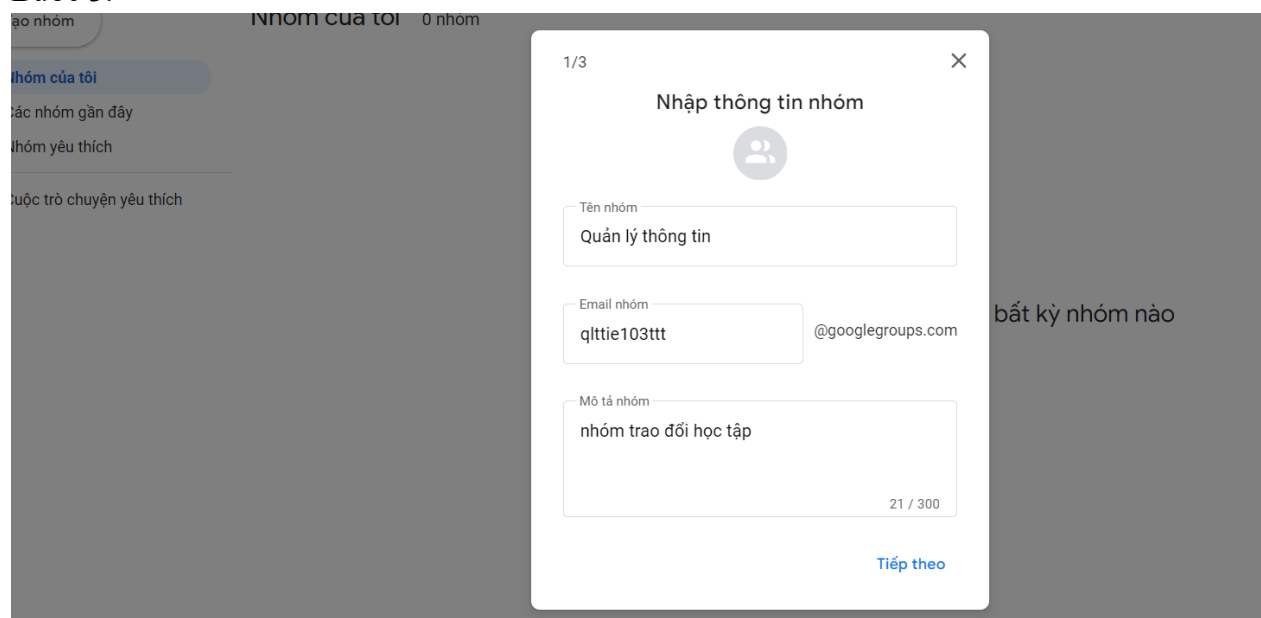 ạo nhóm
Nhóm của tôi 0 nhóm
Nhóm của tôi
Các nhóm gần đây
Nhóm yêu thích
Cuộc trò chuyện yêu thích
1/3
Nhập thông tin nhóm
Tên nhóm
Quản lý thông tin
Email nhóm
qlttie103ttt
@googlegroups.com
Mô tả nhóm
nhóm trao đổi học tập
21 / 300
Tiếp theo
bất kỳ nhóm nào